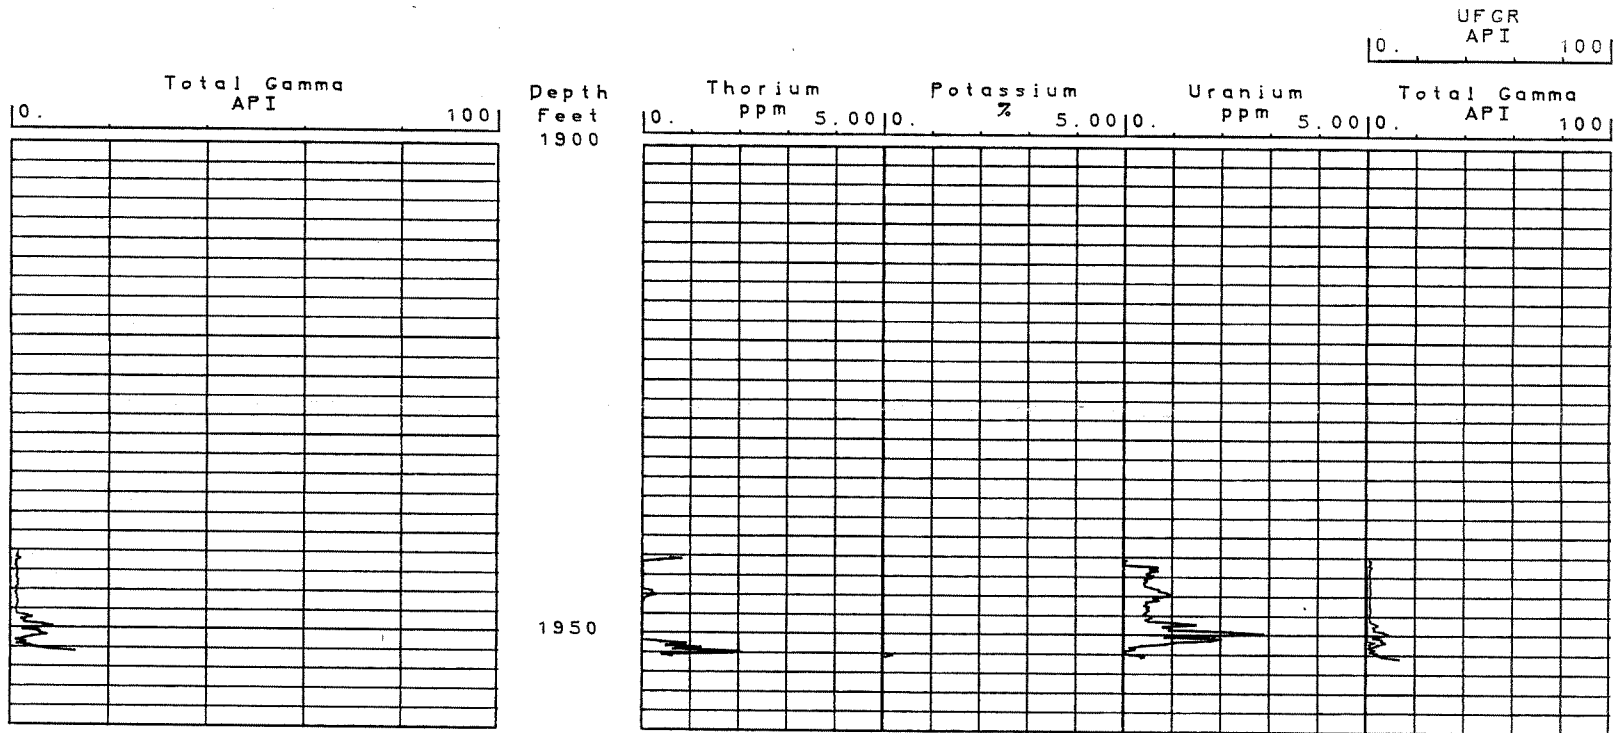 UFGR
API
0. 100
Total Gamma
API
0. 100
Depth
Feet
1900
Thorium
ppm
0. 5.00
Potassium
%
0. 5.00
Uranium
ppm
0. 5.00
Total Gamma
API
0. 100
1950